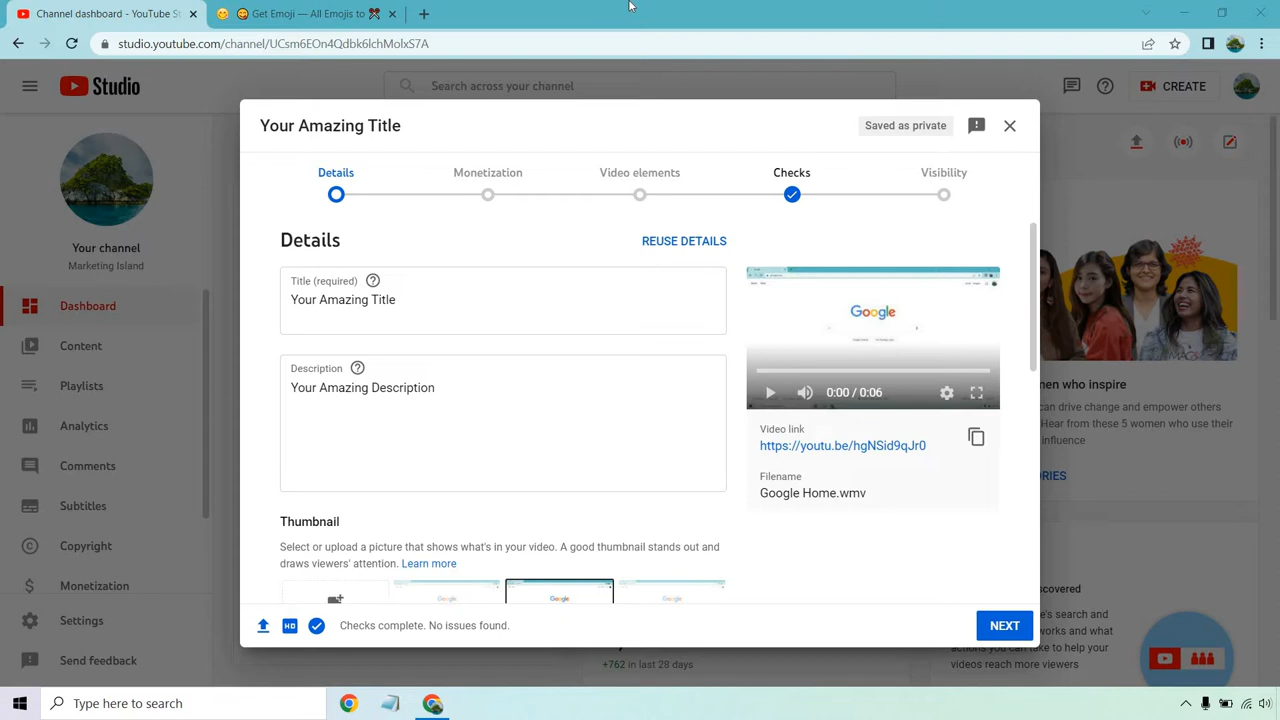 Channel dashboard - YouTube St
Get Emoji — All Emojis to
studio.youtube.com/channel/UCsm6EOn4Qdbk6lchMolxS7A
Studio
Search across your channel
CREATE
Your Amazing Title
Saved as private
Details
Monetization
Video elements
Checks
Visibility
Details
REUSE DETAILS
Title (required)
Your Amazing Title
Description
Your Amazing Description
Google
0:00 / 0:06
Video link
https://youtu.be/hgNSid9qJr0
Filename
Google Home.wmv
Thumbnail
Select or upload a picture that shows what's in your video. A good thumbnail stands out and
draws viewers' attention. Learn more
Google
Google
Google
HD
Checks complete. No issues found.
NEXT
Your channel
Marketing Island
Dashboard
Content
Playlists
Analytics
Comments
Subtitles
Copyright
Monetization
Settings
Send feedback
men who inspire
can drive change and empower others
Hear from these 5 women who use their
influence
ORIES
+762 in last 28 days
scovered
's search and
works and what
actions you can take to help your
videos reach more viewers
Type here to search